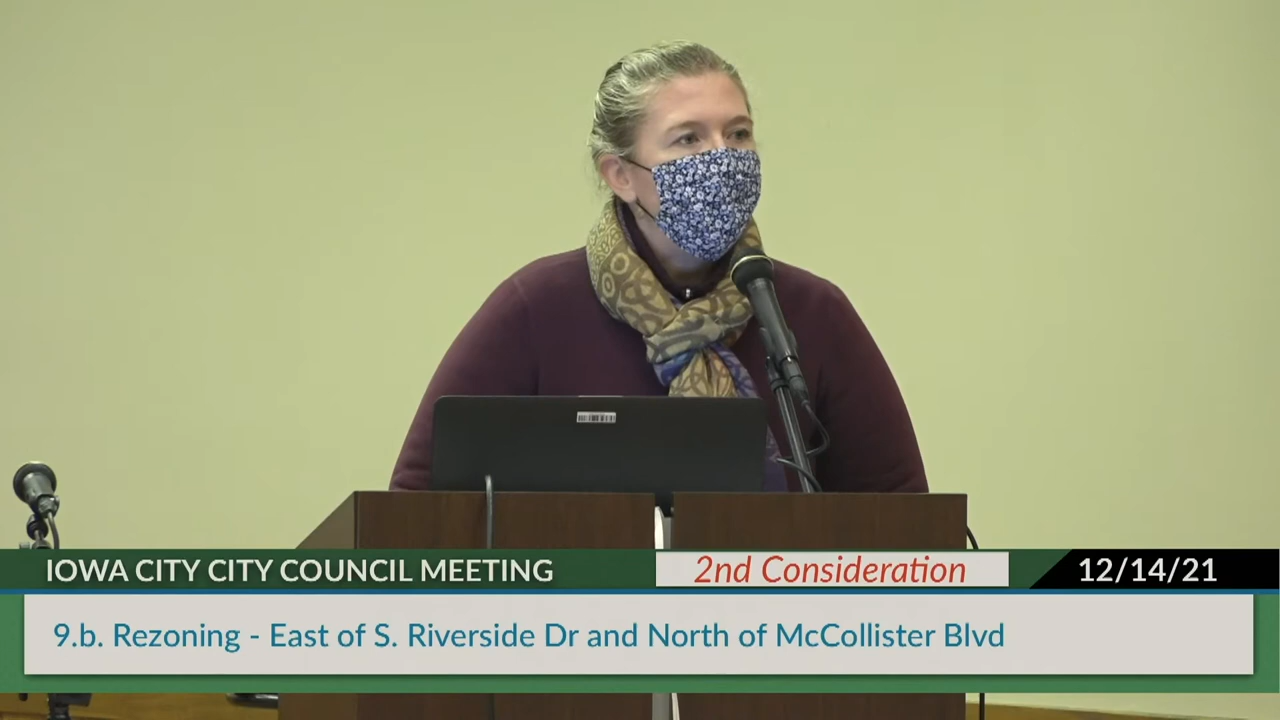 IOWA CITY CITY COUNCIL MEETING
2nd Consideration
12/14/21
9.b. Rezoning - East of S. Riverside Dr and North of McCollister Blvd